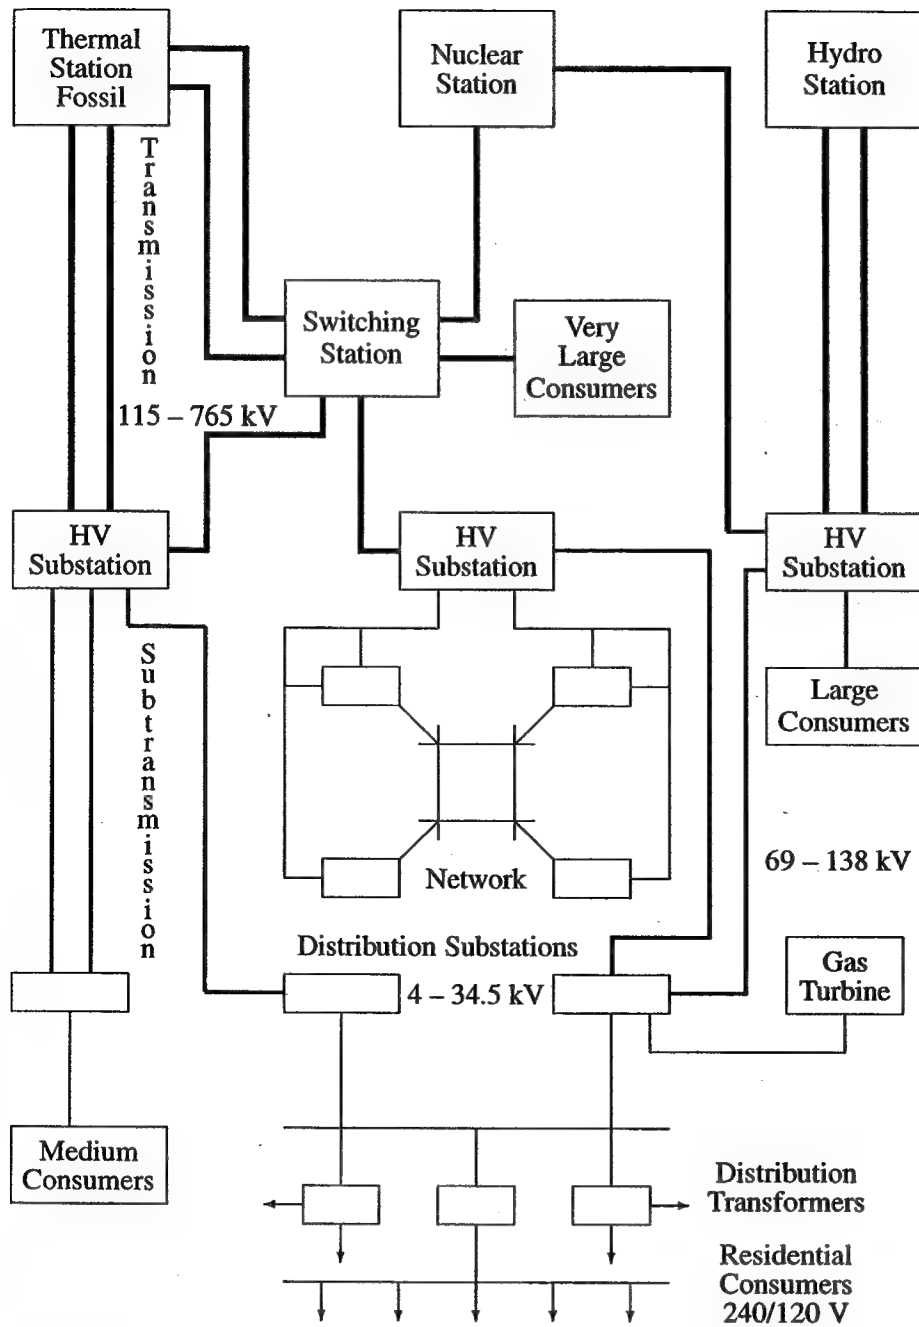 Thermal
Station
Fossil
Nuclear
Station
Hydro
Station
Transmission
Switching
Station
Very
Large
Consumers
115 – 765 kV
HV
Substation
HV
Substation
HV
Substation
Subtransmission
Large
Consumers
Network
69 – 138 kV
Distribution Substations
4 – 34.5 kV
Gas
Turbine
Medium
Consumers
Distribution
Transformers
Residential
Consumers
240/120 V